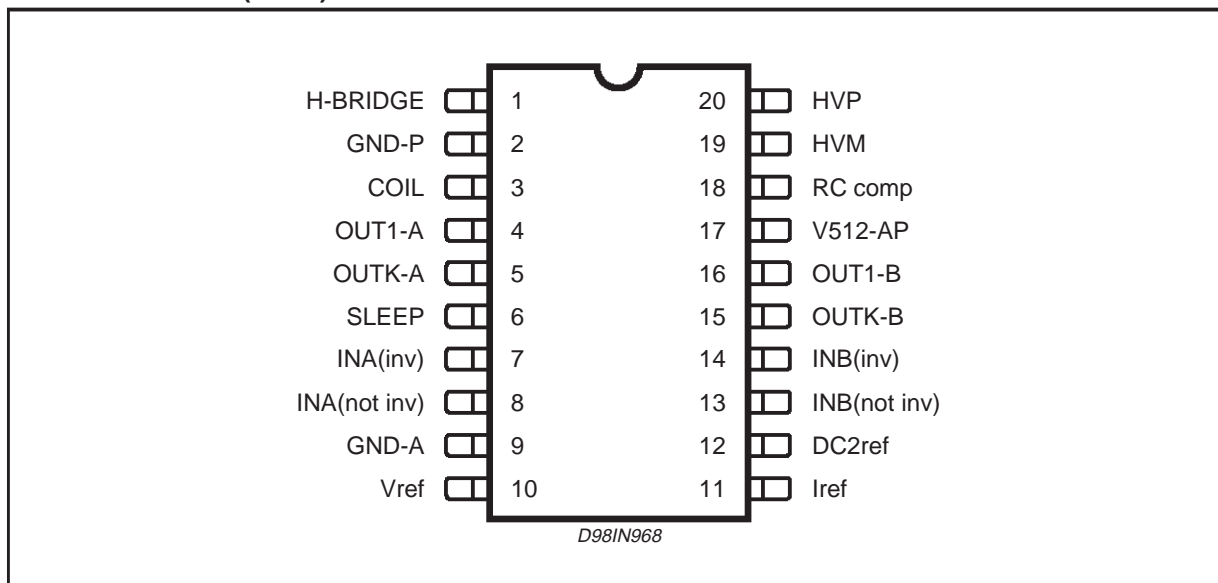 H-BRIDGE 1 20 HVP
GND-P 2 19 HVM
COIL 3 18 RC comp
OUT1-A 4 17 V512-AP
OUTK-A 5 16 OUT1-B
SLEEP 6 15 OUTK-B
INA(inv) 7 14 INB(inv)
INA(not inv) 8 13 INB(not inv)
GND-A 9 12 DC2ref
Vref 10 11 Iref
D98IN968